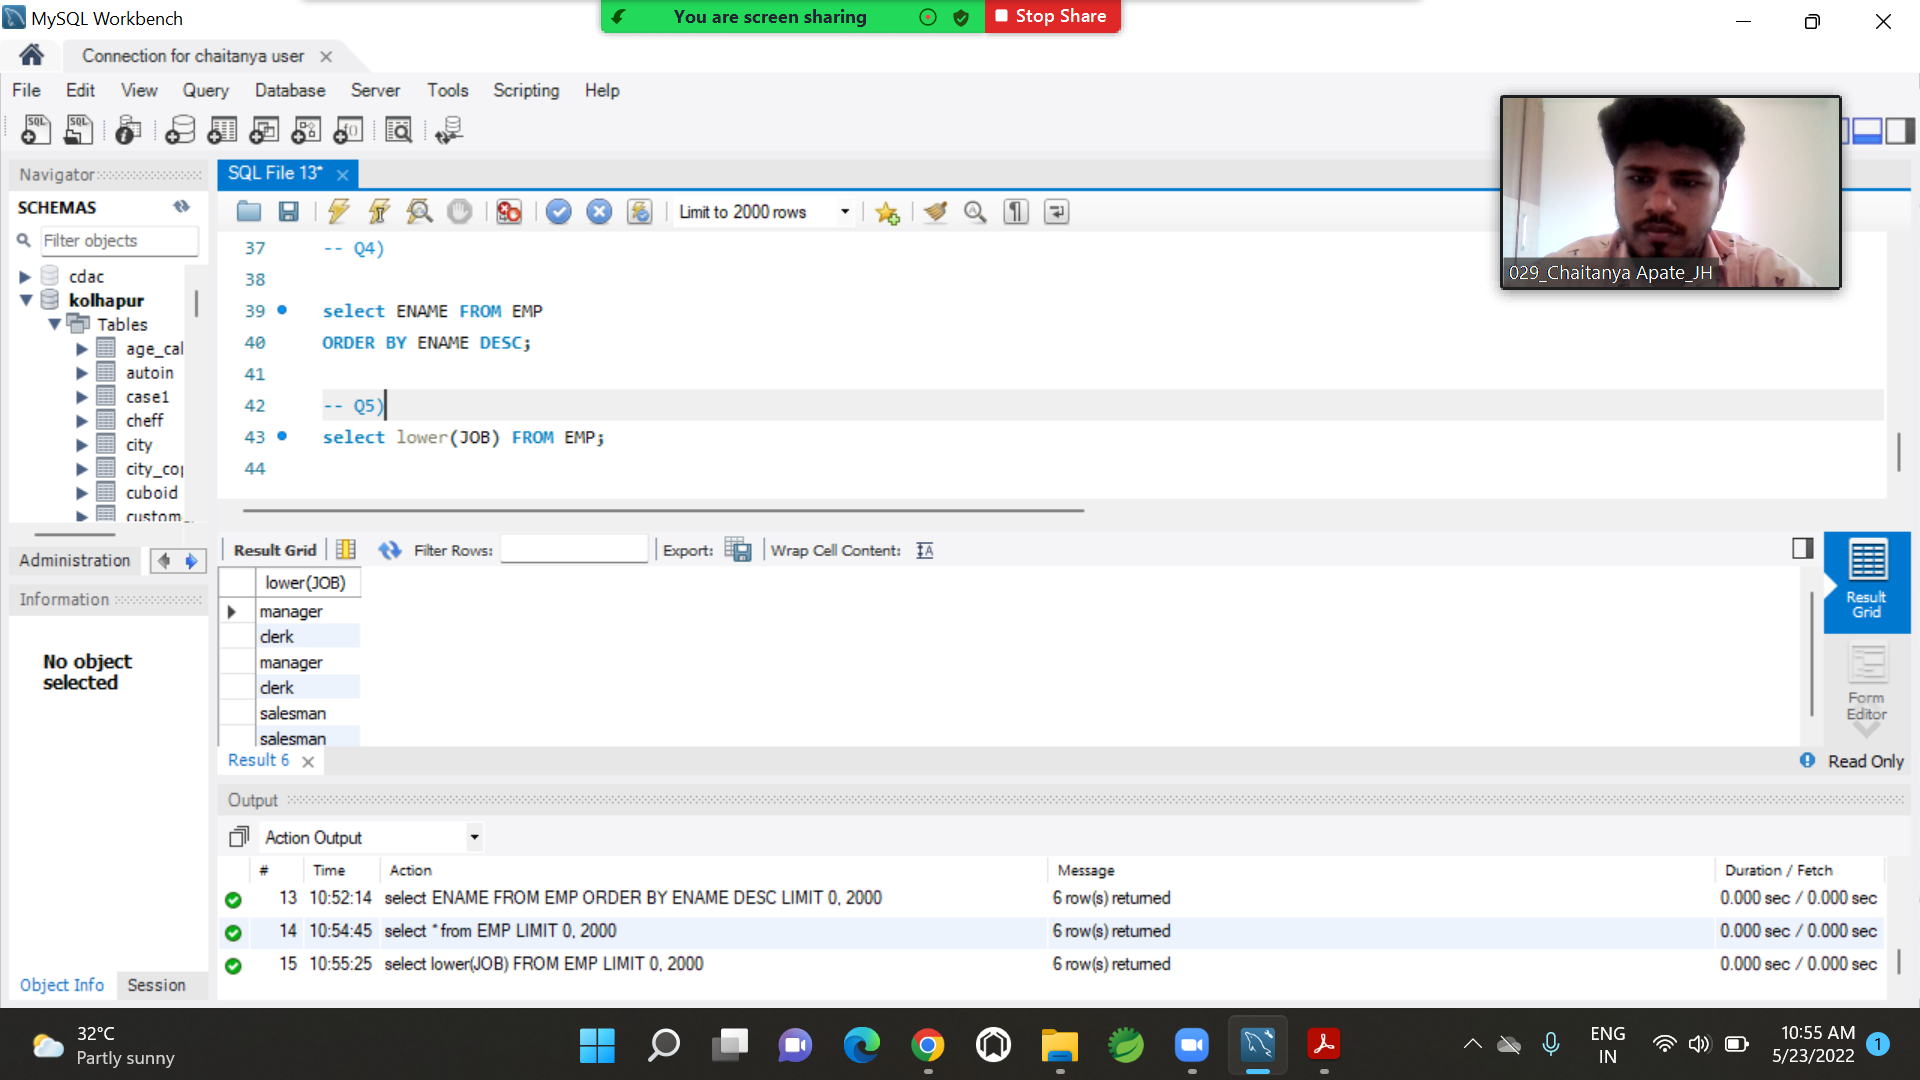 MySQL Workbench
You are screen sharing
Stop Share
Connection for chaitanya user
File Edit View Query Database Server Tools Scripting Help
Navigator
SQL File 13*
SCHEMAS
Filter objects
Limit to 2000 rows
cdac
kolhapur
Tables
age_cal
autoin
case1
cheff
city
city_co
cuboid
custom
37 -- Q4)
38
39 select ENAME FROM EMP
40 ORDER BY ENAME DESC;
41
42 -- Q5)
43 select lower(JOB) FROM EMP;
44
029_Chaitanya Apate_JH
Administration
Information
No object
selected
Result Grid
Filter Rows:
Export:
Wrap Cell Content:
lower(JOB)
manager
clerk
manager
clerk
salesman
salesman
Result
Grid
Form
Editor
Result 6
Read Only
Output
Action Output
# Time Action Message Duration / Fetch
13 10:52:14 select ENAME FROM EMP ORDER BY ENAME DESC LIMIT 0, 2000 6 row(s) returned 0.000 sec / 0.000 sec
14 10:54:45 select * from EMP LIMIT 0, 2000 6 row(s) returned 0.000 sec / 0.000 sec
15 10:55:25 select lower(JOB) FROM EMP LIMIT 0, 2000 6 row(s) returned 0.000 sec / 0.000 sec
Object Info Session
32°C
Partly sunny
ENG
IN
10:55 AM
5/23/2022
1